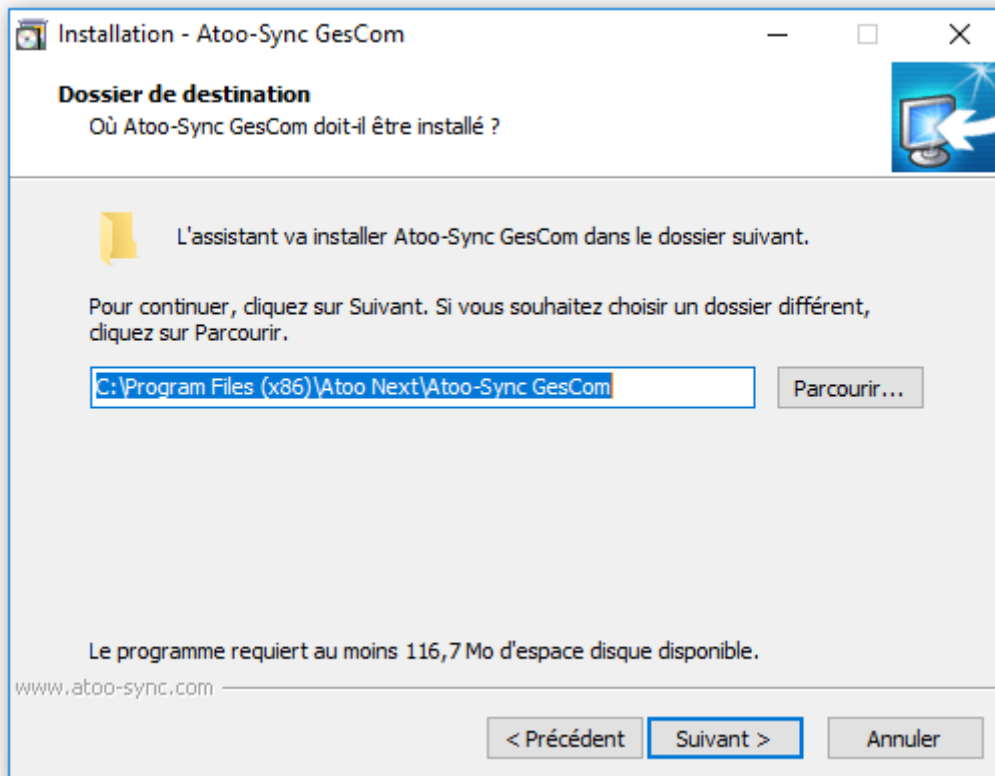 Installation - Atoo-Sync GesCom
Dossier de destination
Où Atoo-Sync GesCom doit-il être installé ?
L'assistant va installer Atoo-Sync GesCom dans le dossier suivant.
Pour continuer, cliquez sur Suivant. Si vous souhaitez choisir un dossier différent,
cliquez sur Parcourir.
C:\Program Files (x86)\Atoo Next\Atoo-Sync GesCom
Parcourir...
Le programme requiert au moins 116,7 Mo d'espace disque disponible.
www.atoo-sync.com
< Précédent
Suivant >
Annuler